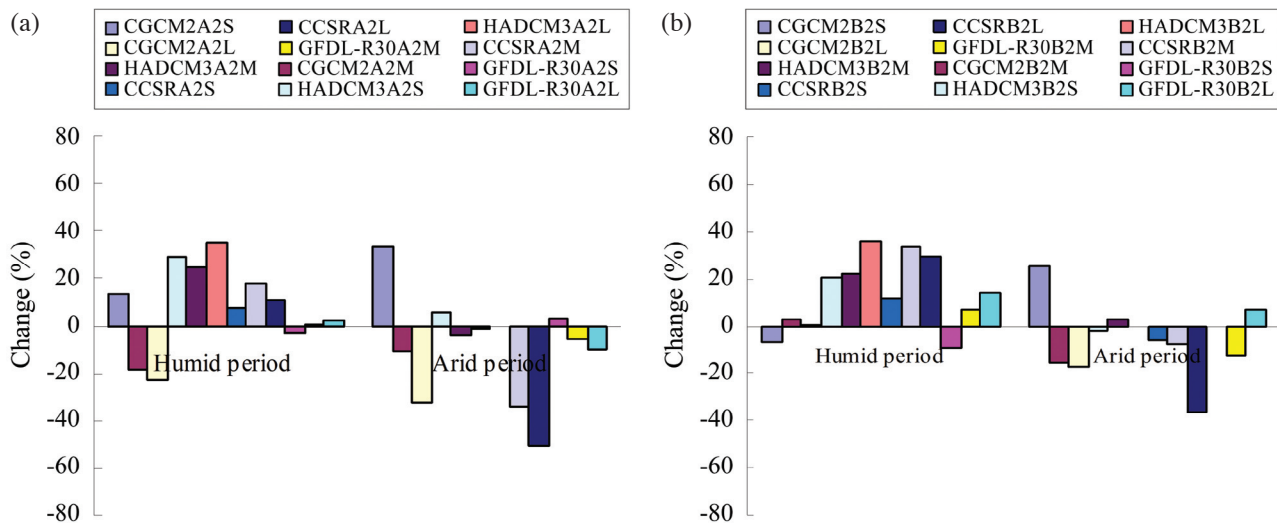 (a)
CGCM2A2S CCSRA2L HADCM3A2L
CGCM2A2L GFDL-R30A2M CCSRA2M
HADCM3A2M CGCM2A2M GFDL-R30A2S
CCSRA2S HADCM3A2S GFDL-R30A2L
80
60
40
20
0
-20
-40
-60
-80
Change (%)
Humid period Arid period
(b)
CGCM2B2S CCSRB2L HADCM3B2L
CGCM2B2L GFDL-R30B2M CCSRB2M
HADCM3B2M CGCM2B2M GFDL-R30B2S
CCSRB2S HADCM3B2S GFDL-R30B2L
80
60
40
20
0
-20
-40
-60
-80
Change (%)
Humid period Arid period